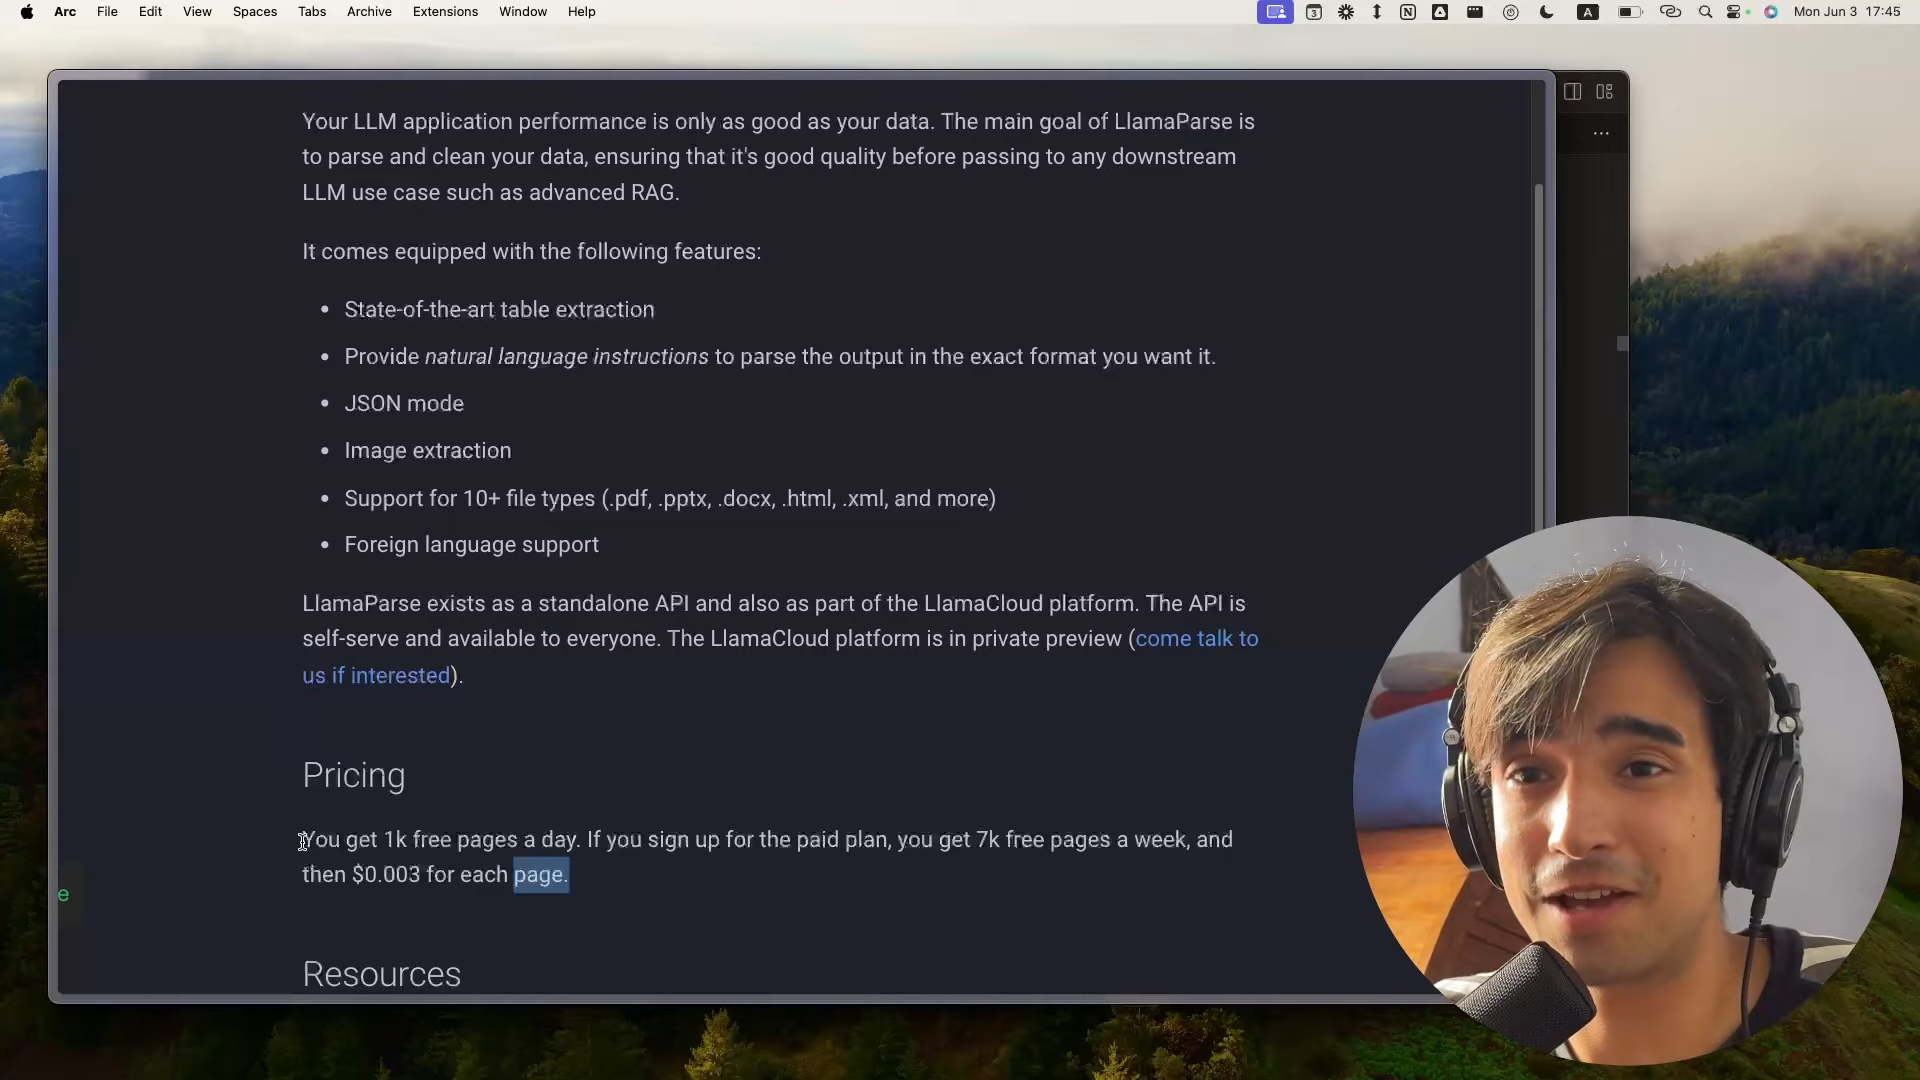 Arc File Edit View Spaces Tabs Archive Extensions Window Help 3 N A Mon Jun 3 17:45
Your LLM application performance is only as good as your data. The main goal of LlamaParse is
to parse and clean your data, ensuring that it's good quality before passing to any downstream
LLM use case such as advanced RAG.
It comes equipped with the following features:
• State-of-the-art table extraction
• Provide natural language instructions to parse the output in the exact format you want it.
• JSON mode
• Image extraction
• Support for 10+ file types (.pdf, .pptx, .docx, .html, .xml, and more)
• Foreign language support
LlamaParse exists as a standalone API and also as part of the LlamaCloud platform. The API is
self-serve and available to everyone. The LlamaCloud platform is in private preview (come talk to
us if interested).
Pricing
You get 1k free pages a day. If you sign up for the paid plan, you get 7k free pages a week, and
then $0.003 for each page.
e
Resources